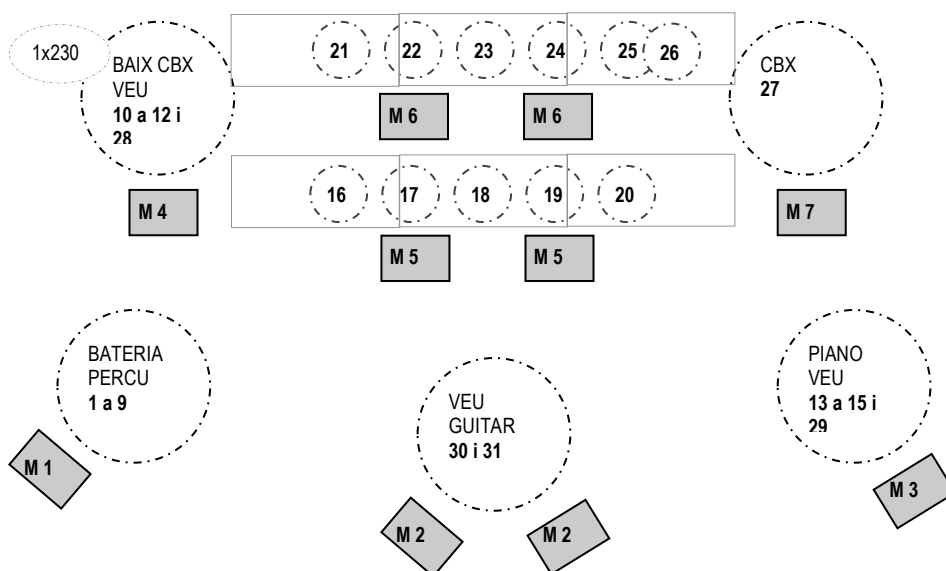 1x230
BAIX CBX
VEU
10 a 12 i
28
21 22 23 24 25 26
CBX
27
M 6 M 6
M 4
16 17 18 19 20
M 7
M 5 M 5
BATERIA
PERCU
1 a 9
VEU
GUITAR
30 i 31
PIANO
VEU
13 a 15 i
29
M 1
M 2 M 2
M 3